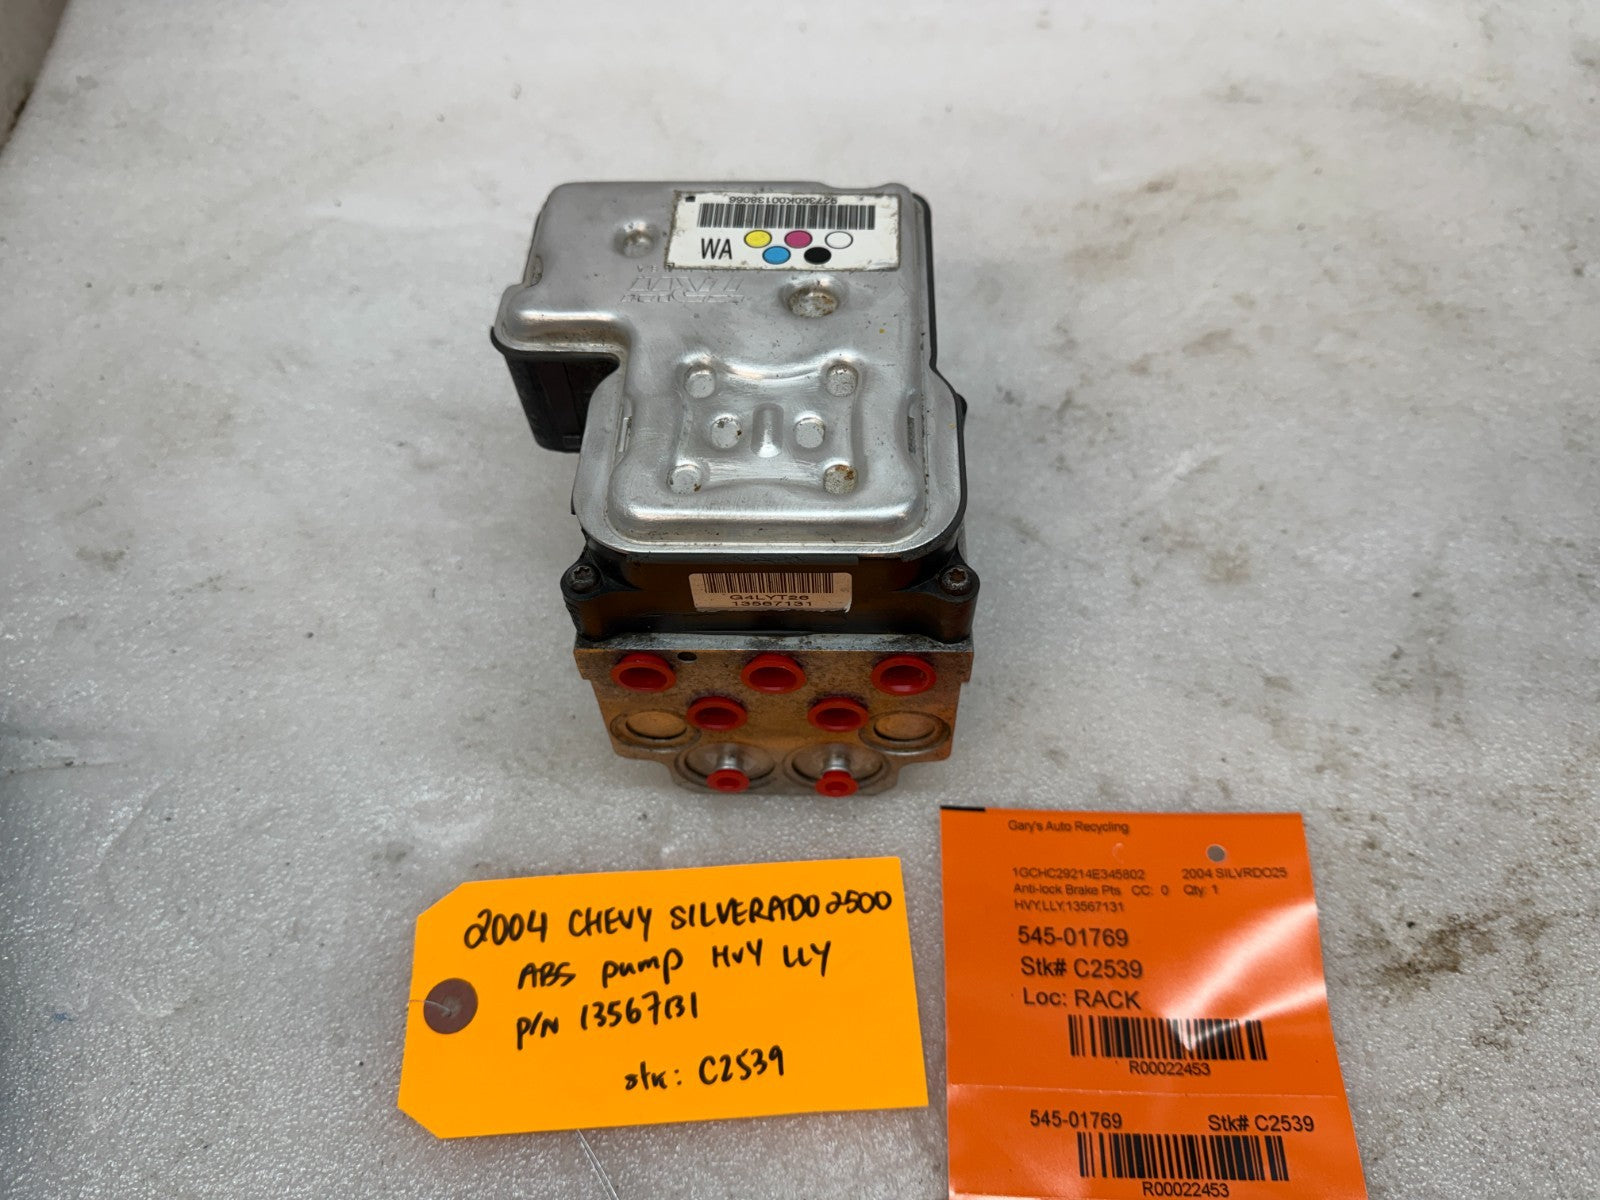 927360K00138066
WA
TRW
G4LYT26
13567131
2004 CHEVY SILVERADO 2500
ABS pump HVY LLY
P/N 13567131
stk: C2539
Gary's Auto Recycling
1GCHC29214E345802 2004 SILVRDO25
Anti-lock Brake Pts CC: 0 Qty: 1
HVY,LLY,13567131
545-01769
Stk# C2539
Loc: RACK
R00022453
545-01769 Stk# C2539
R00022453